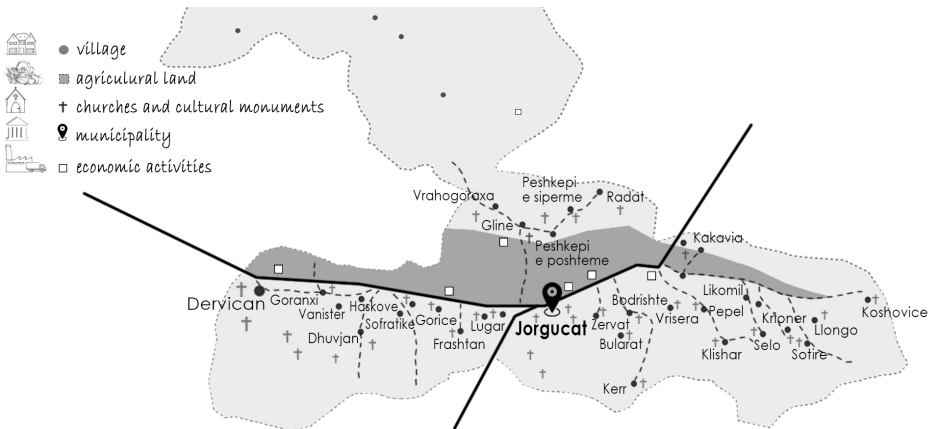 village
agriculural land
churches and cultural monuments
municipality
economic activities
Vrahogoraxa
Peshkepi
e siperme
Radat
Gline
Peshkepi
e poshteme
Kakavia
Dervican
Goranxi
Vanister
Haskove
Sofratike
Gorice
Lugar
Dhuvjan
Frashtan
Jorgucat
Zervat
Bodrishte
Bularat
Vrisera
Pepel
Likomil
Krioner
Llongo
Koshovice
Klishar
Selo
Sotire
Kerr